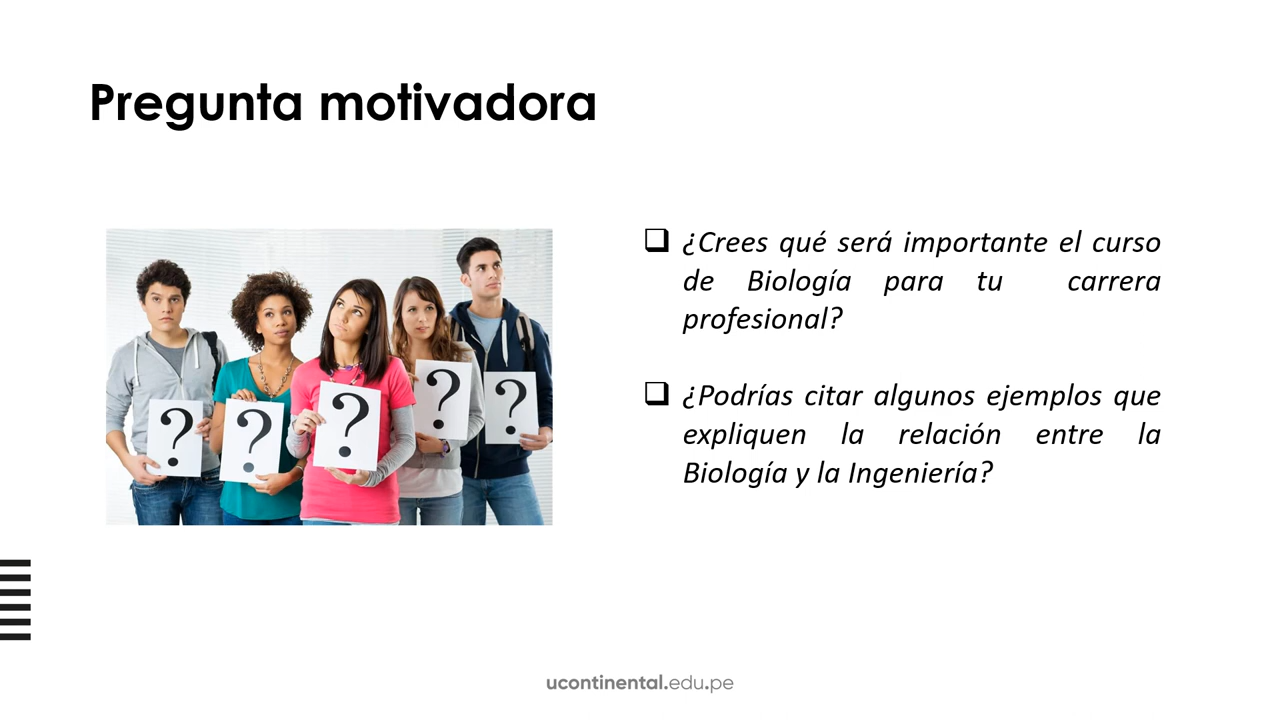 Pregunta motivadora
? ? ? ? ?
❑ ¿Crees qué será importante el curso
de Biología para tu carrera
profesional?
❑ ¿Podrías citar algunos ejemplos que
expliquen la relación entre la
Biología y la Ingeniería?
ucontinental.edu.pe